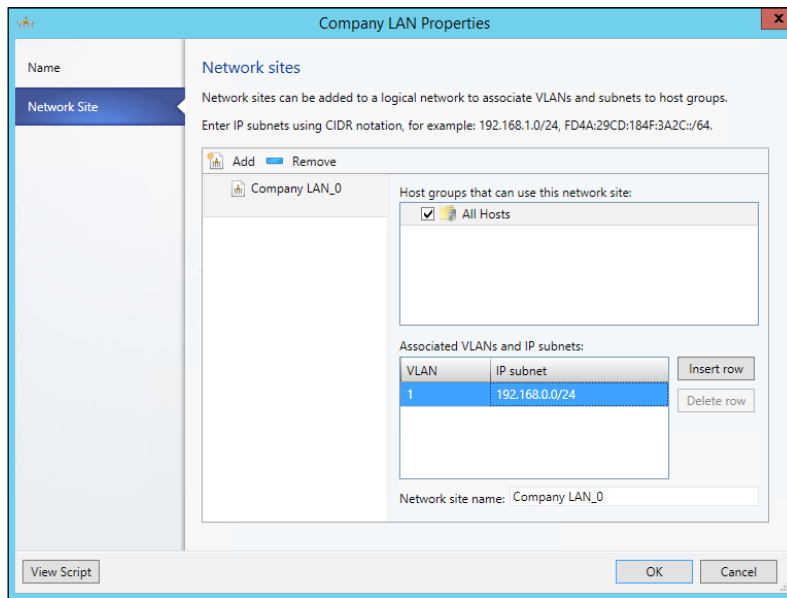 Company LAN Properties
x
Name
Network Site
Network sites
Network sites can be added to a logical network to associate VLANs and subnets to host groups.
Enter IP subnets using CIDR notation, for example: 192.168.1.0/24, FD4A:29CD:184F:3A2C::/64.
Add Remove
Company LAN_0
Host groups that can use this network site:
All Hosts
Associated VLANs and IP subnets:
VLAN IP subnet
1 192.168.0.0/24
Insert row
Delete row
Network site name: Company LAN_0
View Script
OK
Cancel